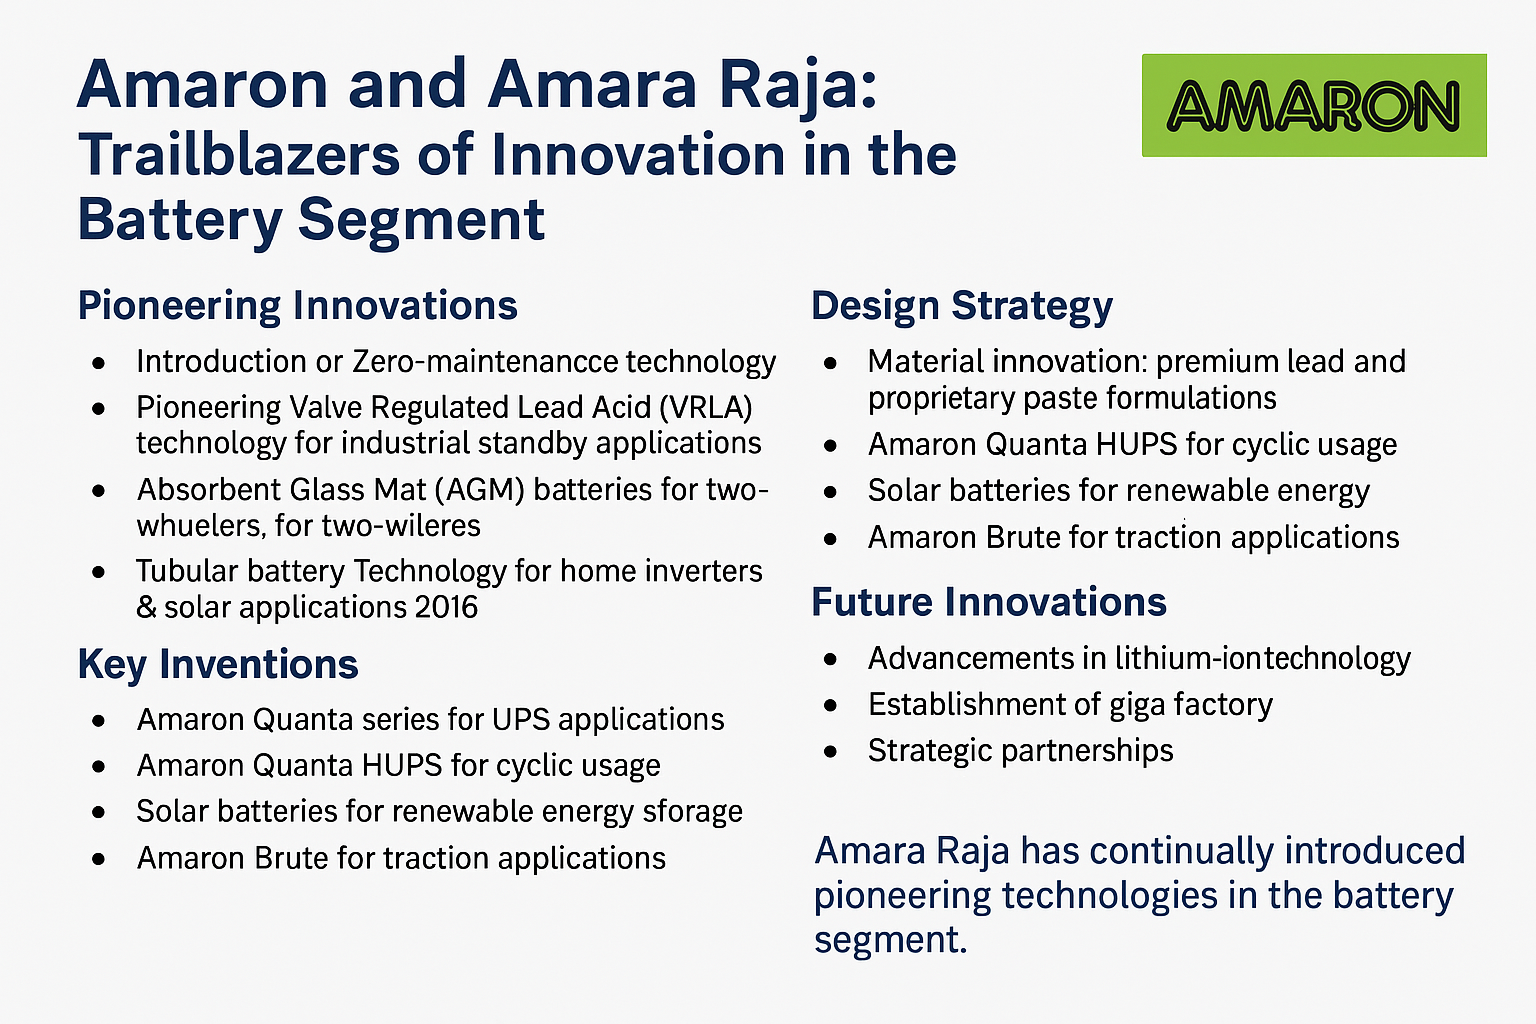 Amaron and Amara Raja:
Trailblazers of Innovation in the
Battery Segment
AMARON
Pioneering Innovations
• Introduction or Zero-maintenancce technology
• Pioneering Valve Regulated Lead Acid (VRLA)
technology for industrial standby applications
• Absorbent Glass Mat (AGM) batteries for two-
whuelers, for two-wileres
• Tubular battery Technology for home inverters
& solar applications 2016
Key Inventions
• Amaron Quanta series for UPS applications
• Amaron Quanta HUPS for cyclic usage
• Solar batteries for renewable energy sforage
• Amaron Brute for traction applications
Design Strategy
• Material innovation: premium lead and
proprietary paste formulations
• Amaron Quanta HUPS for cyclic usage
• Solar batteries for renewable energy
• Amaron Brute for traction applications
Future Innovations
• Advancements in lithium-iontechnology
• Establishment of giga factory
• Strategic partnerships
Amara Raja has continually introduced
pioneering technologies in the battery
segment.